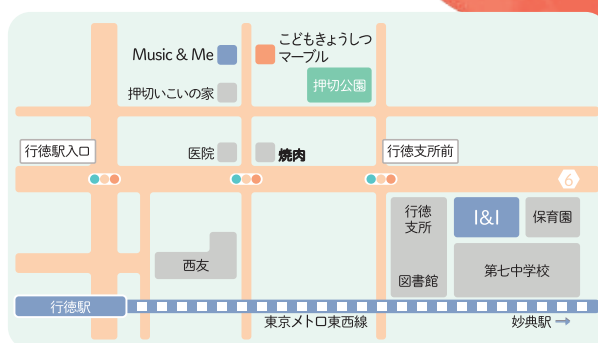 Music & Me
こどもきょうしつ
マーブル
押切いこいの家
押切公園
行徳駅入口
医院
焼肉
行徳支所前
6
行徳
支所
I&I
保育園
西友
図書館
第七中学校
行徳駅
東京メトロ東西線
妙典駅→